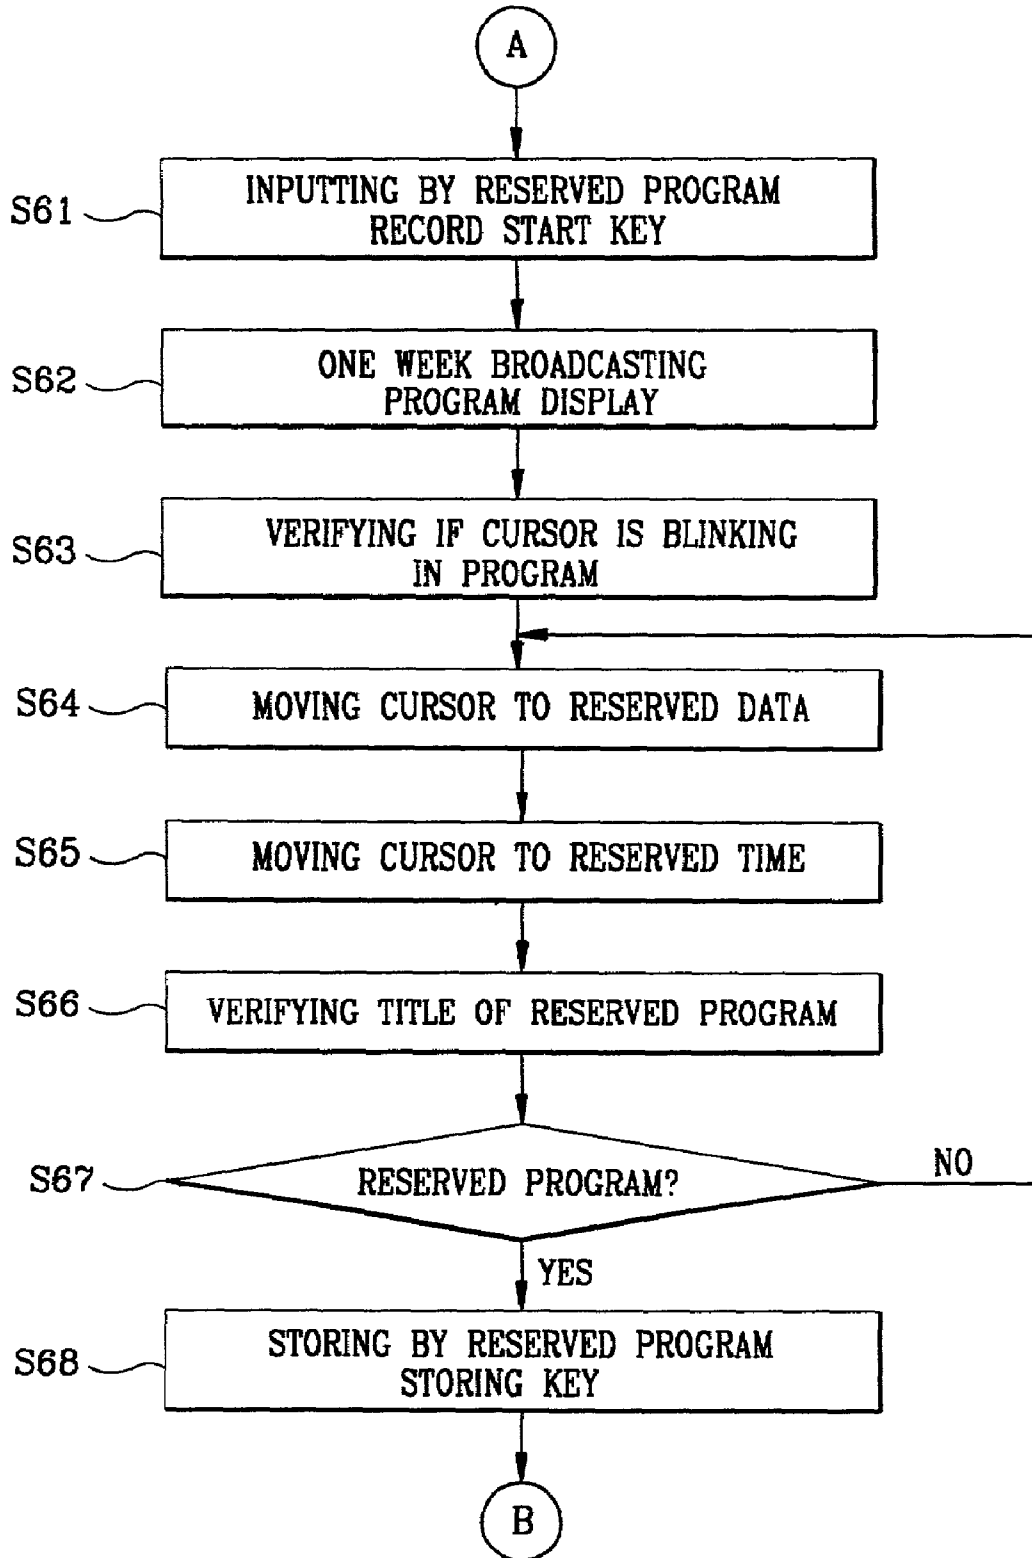 A
S61
INPUTTING BY RESERVED PROGRAM
RECORD START KEY
S62
ONE WEEK BROADCASTING
PROGRAM DISPLAY
S63
VERIFYING IF CURSOR IS BLINKING
IN PROGRAM
S64
MOVING CURSOR TO RESERVED DATA
S65
MOVING CURSOR TO RESERVED TIME
S66
VERIFYING TITLE OF RESERVED PROGRAM
S67
RESERVED PROGRAM?
NO
YES
S68
STORING BY RESERVED PROGRAM
STORING KEY
B